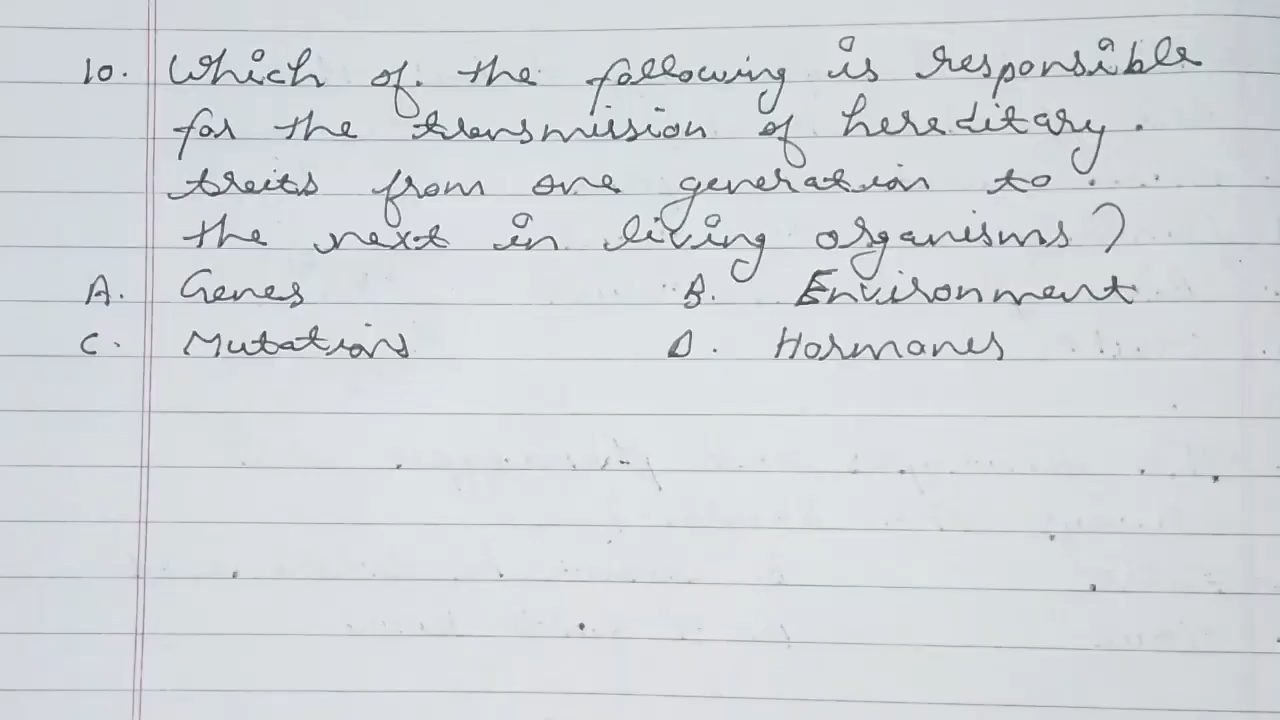 10. Which of the following is responsible
for the transmission of hereditary.
traits from one generation to
the next in living organisms?
A. Genes B. Environment
C. Mutations D. Hormones